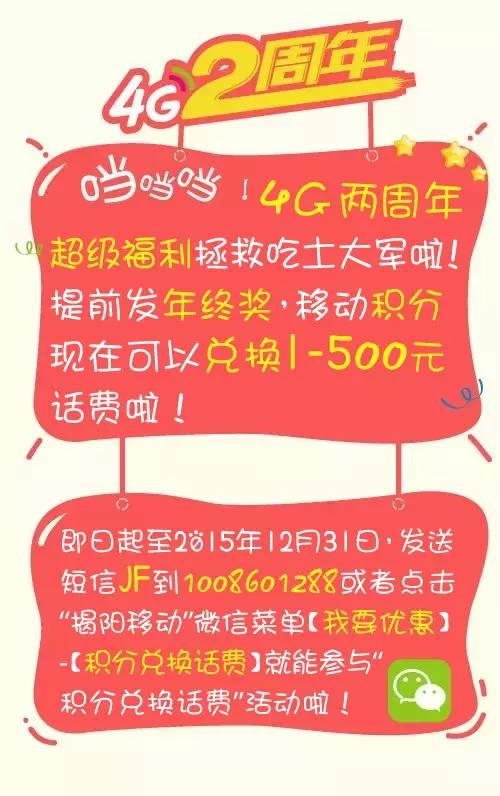 4G2周年
当当当！4G两周年
超级福利拯救吃土大军啦！
提前发年终奖，移动积分
现在可以兑换1-500元
话费啦！
即日起至2015年12月31日，发送
短信JF到1008601288或者点击
“揭阳移动”微信菜单【我要优惠】
-【积分兑换话费】就能参与“
积分兑换话费”活动啦！